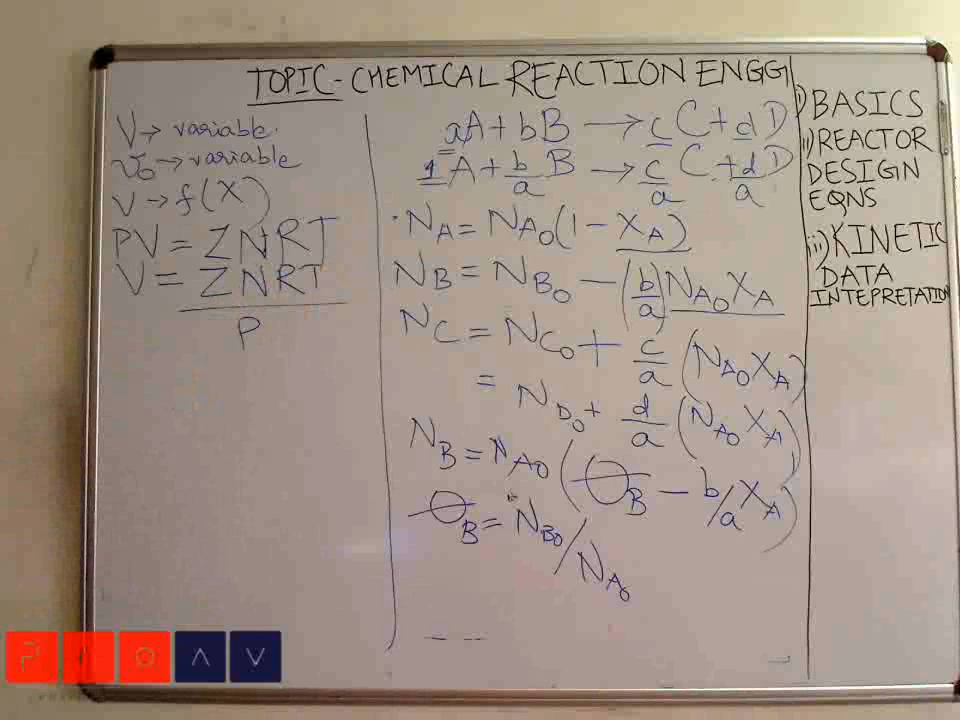 TOPIC- CHEMICAL REACTION ENGG
V → variable
v₀ → variable
V → f(X)
PV = ZNRT
V = ZNRT
P
aA + bB → cC + dD
1A + b/a B → c/a C + d/a D
N_A = N_A₀(1 - X_A)
N_B = N_B₀ - (b/a) N_A₀ X_A
N_C = N_C₀ + c/a (N_A₀ X_A)
= N_D₀ + d/a (N_A₀ X_A)
N_B = N_A₀ (Θ_B - b/a X_A)
Θ_B = N_B₀/N_A₀
i) BASICS
ii) REACTOR
DESIGN
EQNS
iii) KINETIC
DATA
INTEPRETATION